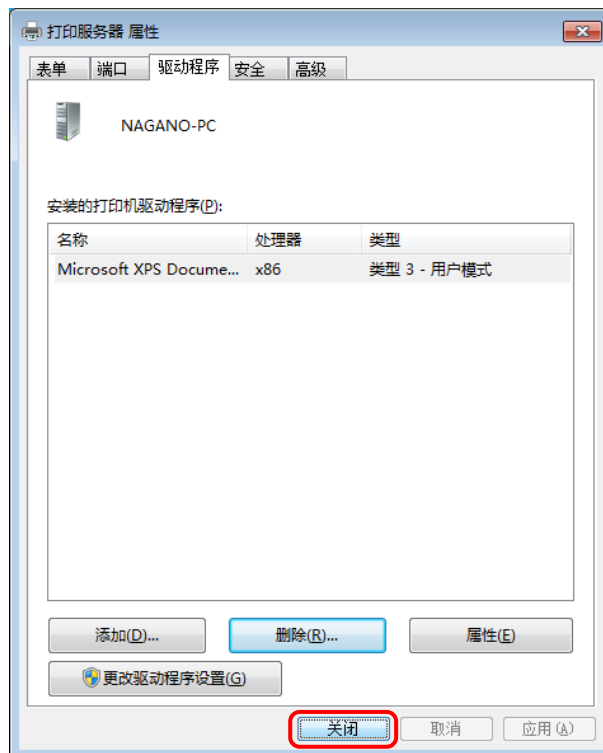 打印服务器 属性
表单 端口 驱动程序 安全 高级
NAGANO-PC
安装的打印机驱动程序(P):
名称 处理器 类型
Microsoft XPS Docume... x86 类型 3 - 用户模式
添加(D)... 删除(R)... 属性(E)
更改驱动程序设置(G)
关闭 取消 应用(A)